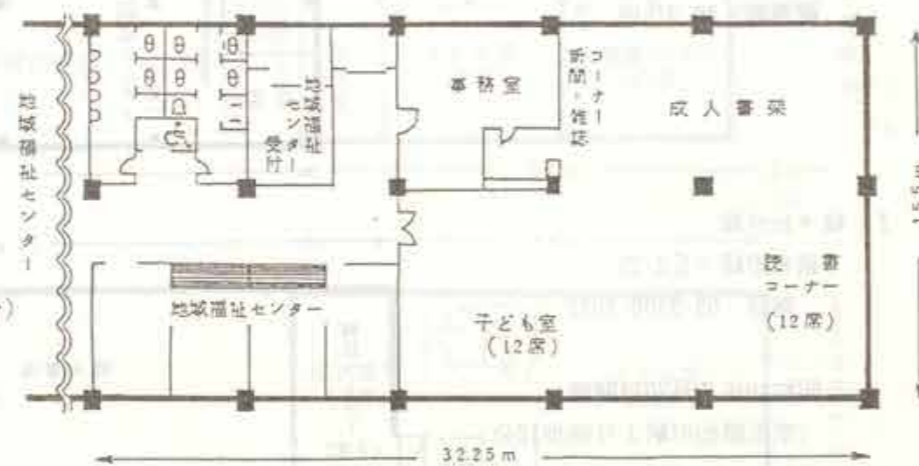 地域福祉センター
地域福祉
センター
受付
事務室
コーナー
新聞・雑誌
成人書架
地域福祉センター
子ども室
(12席)
読書
コーナー
(12席)
32.25m